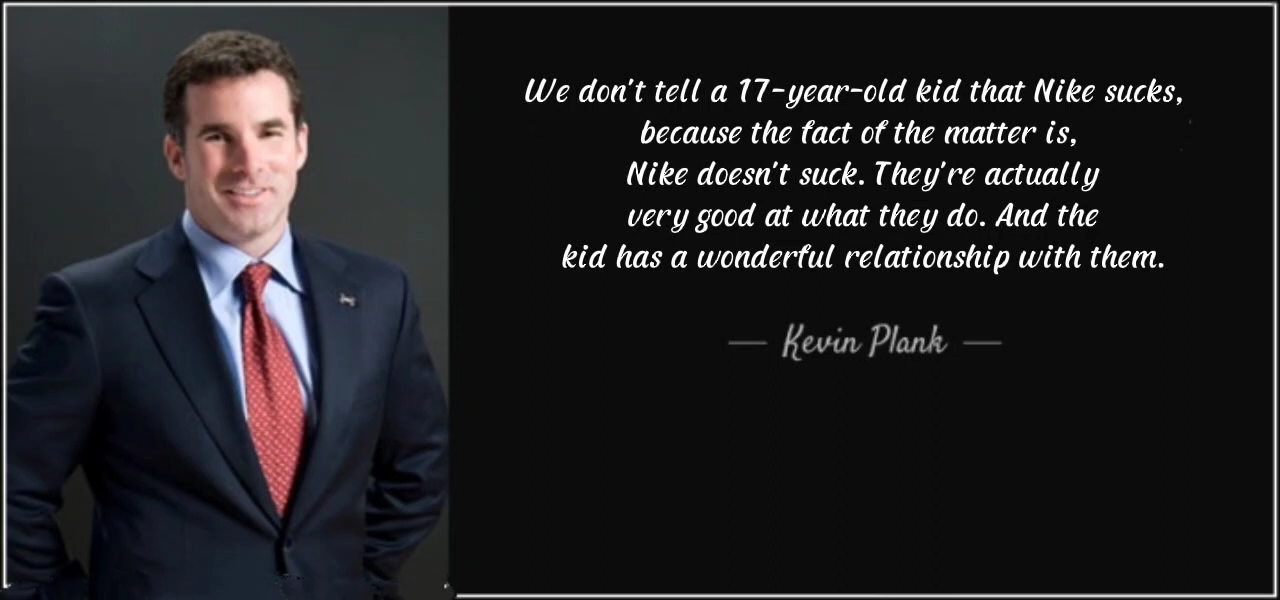 We don't tell a 17-year-old kid that Nike sucks,
because the fact of the matter is,
Nike doesn't suck. They're actually
very good at what they do. And the
kid has a wonderful relationship with them.
— Kevin Plank —